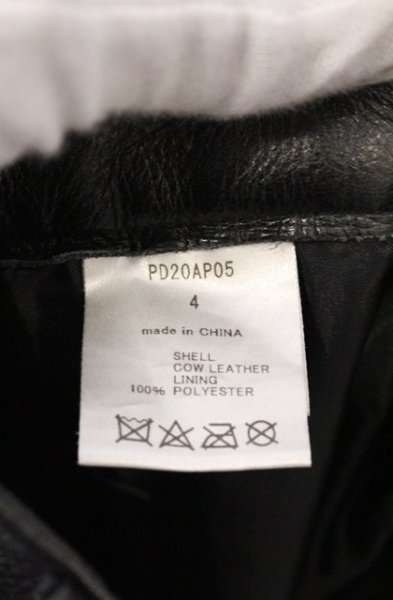 PD20AP05
4
made in CHINA
SHELL
COW LEATHER
LINING
100% POLYESTER